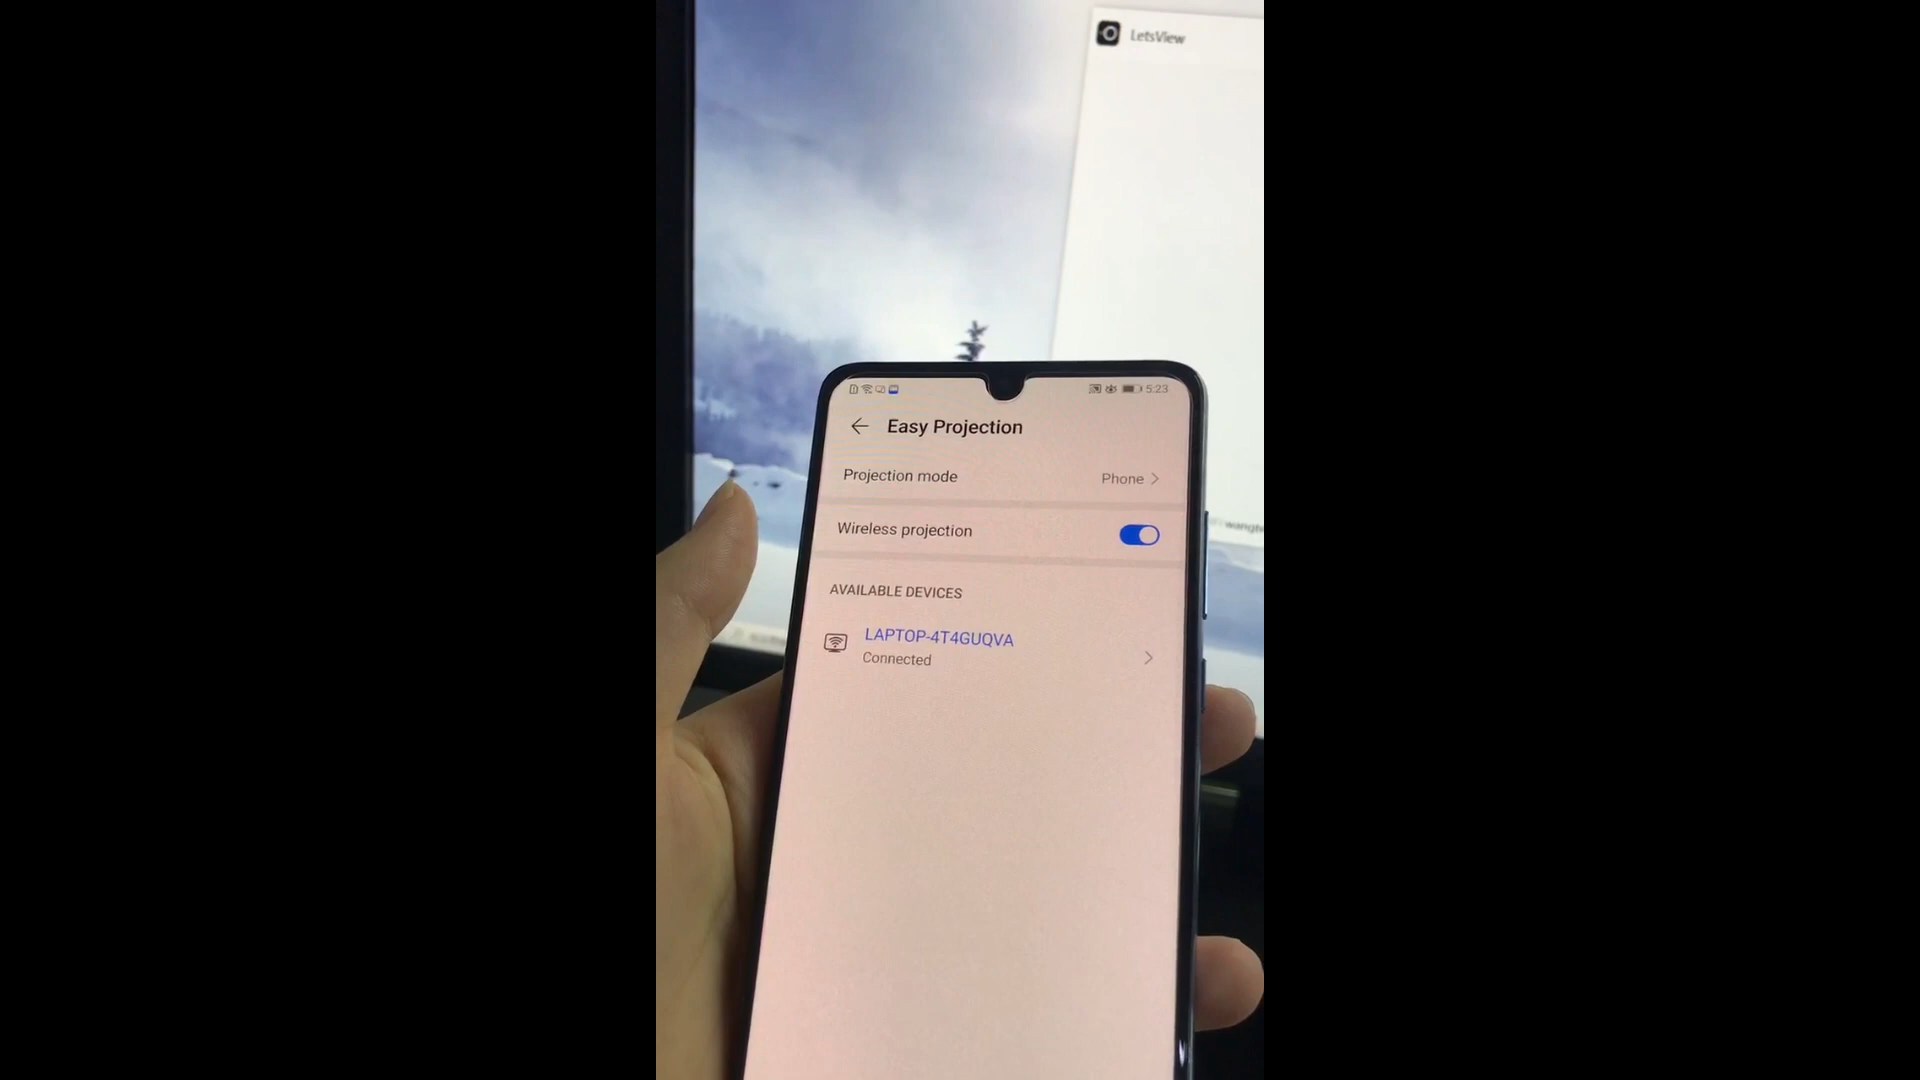 LetsView
5:23
Easy Projection
Projection mode
Phone
Wireless projection
AVAILABLE DEVICES
LAPTOP-4T4GUQVA
Connected